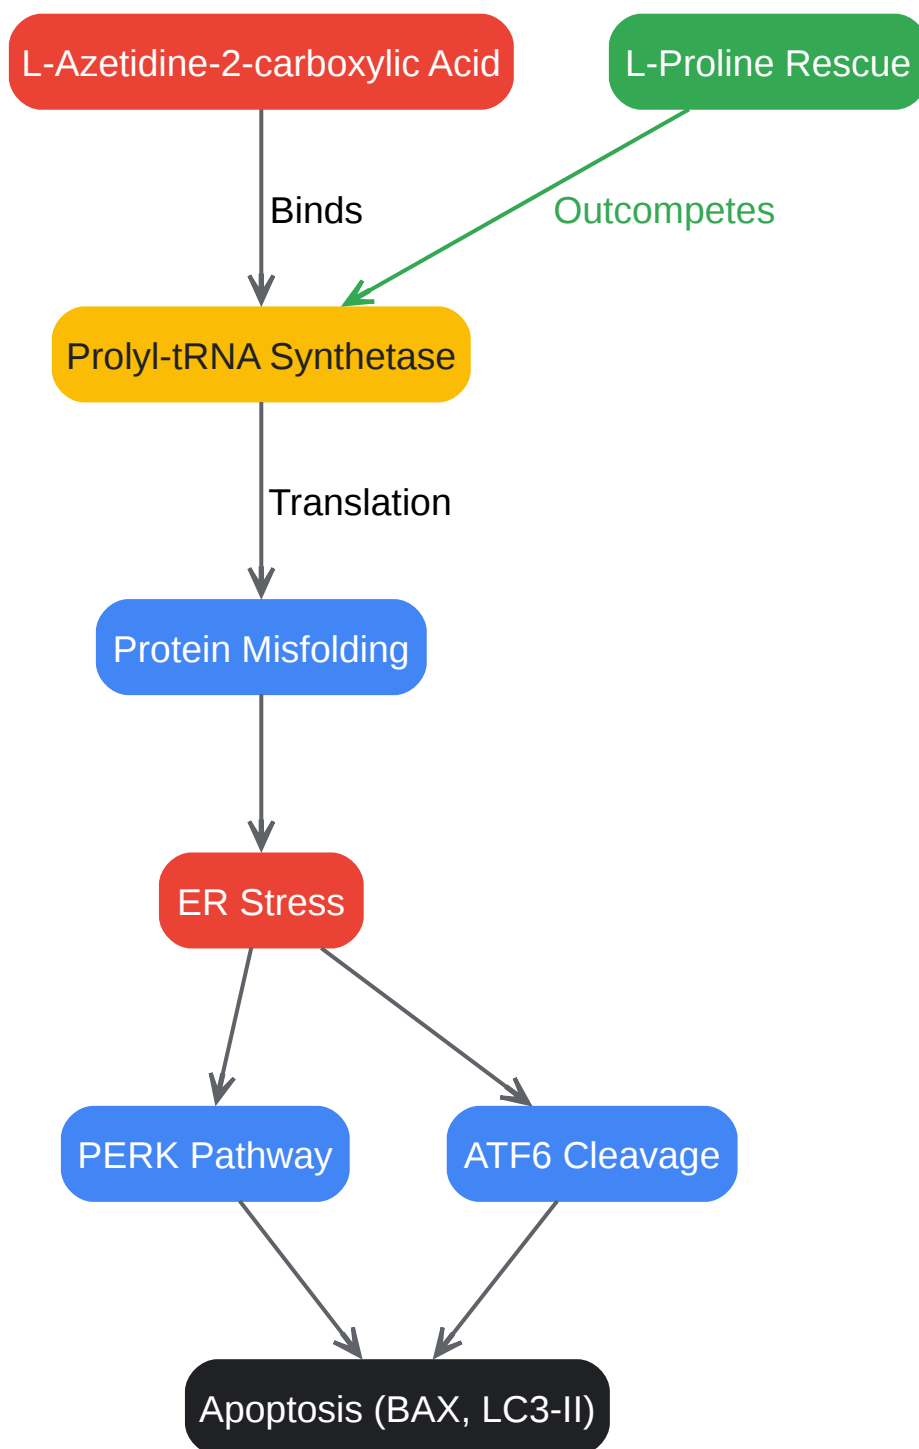 L-Azetidine-2-carboxylic Acid
L-Proline Rescue
Binds
Outcompetes
Prolyl-tRNA Synthetase
Translation
Protein Misfolding
ER Stress
PERK Pathway
ATF6 Cleavage
Apoptosis (BAX, LC3-II)